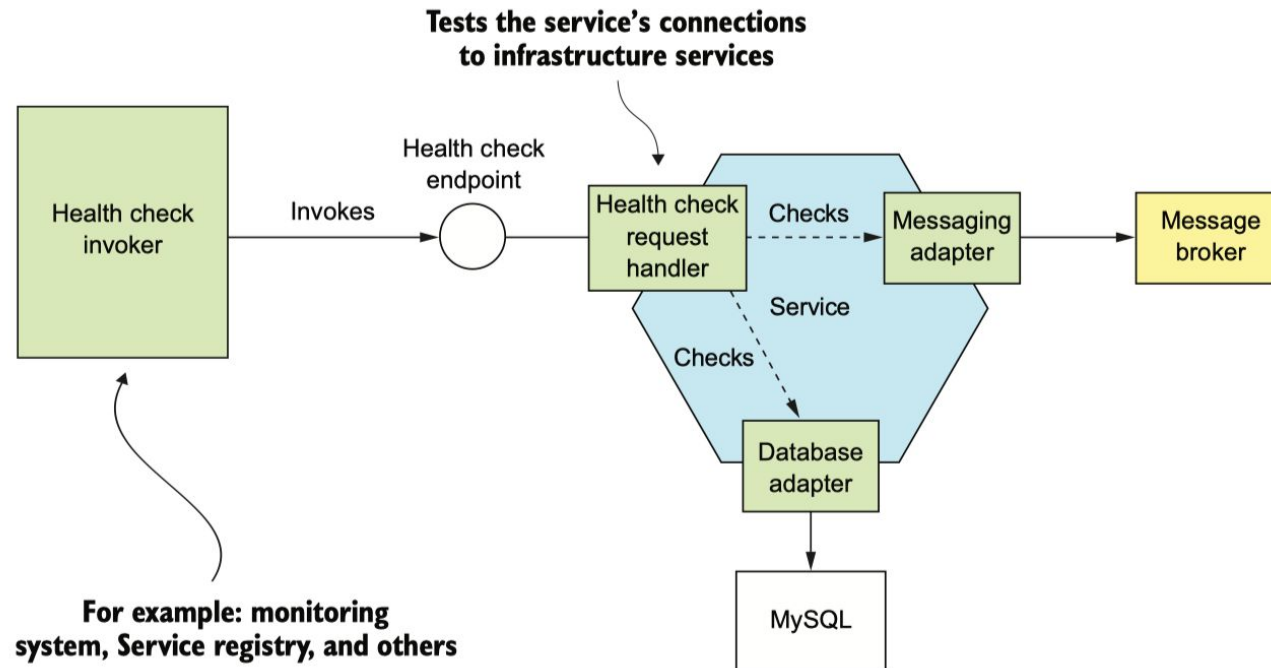 Tests the service's connections
to infrastructure services
Health check
endpoint
Health check
invoker
Invokes
Health check
request
handler
Checks
Messaging
adapter
Message
broker
Service
Checks
Database
adapter
MySQL
For example: monitoring
system, Service registry, and others